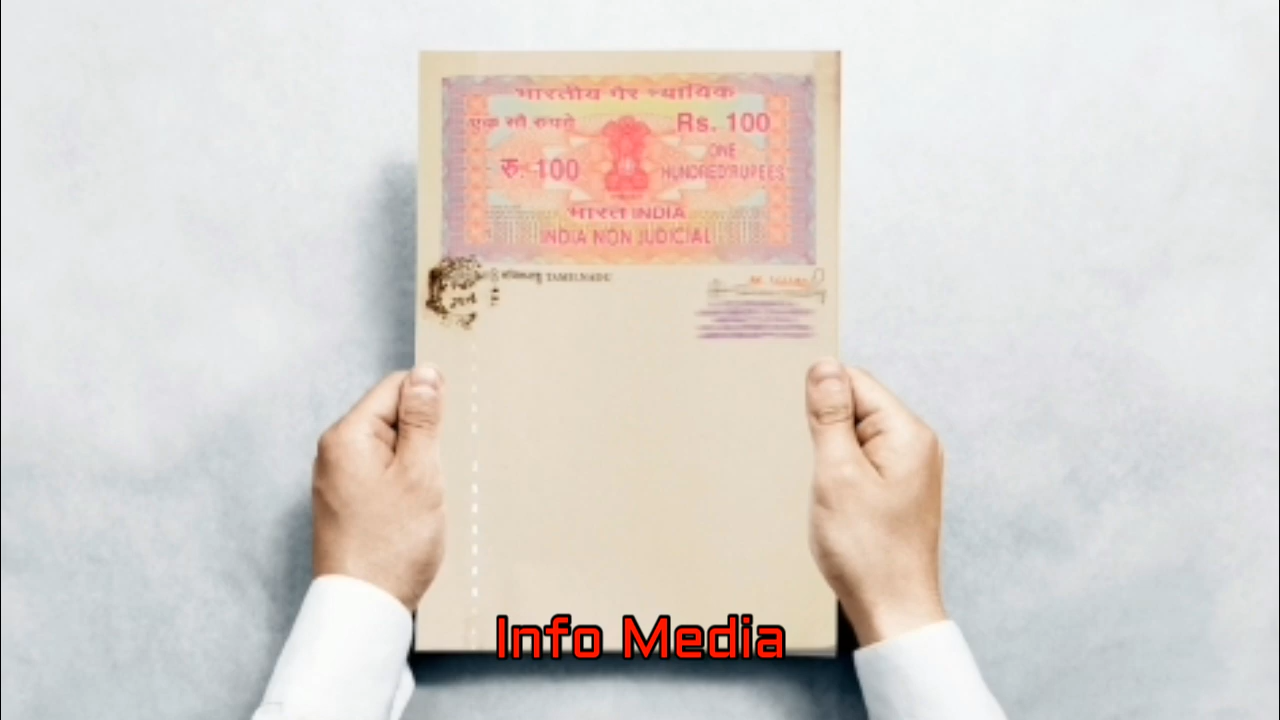 भारतीय गैर न्यायिक
एक सौ रुपये
Rs. 100
रु. 100
ONE
HUNDRED RUPEES
भारत INDIA
INDIA NON JUDICIAL
TAMILNADU
Info Media